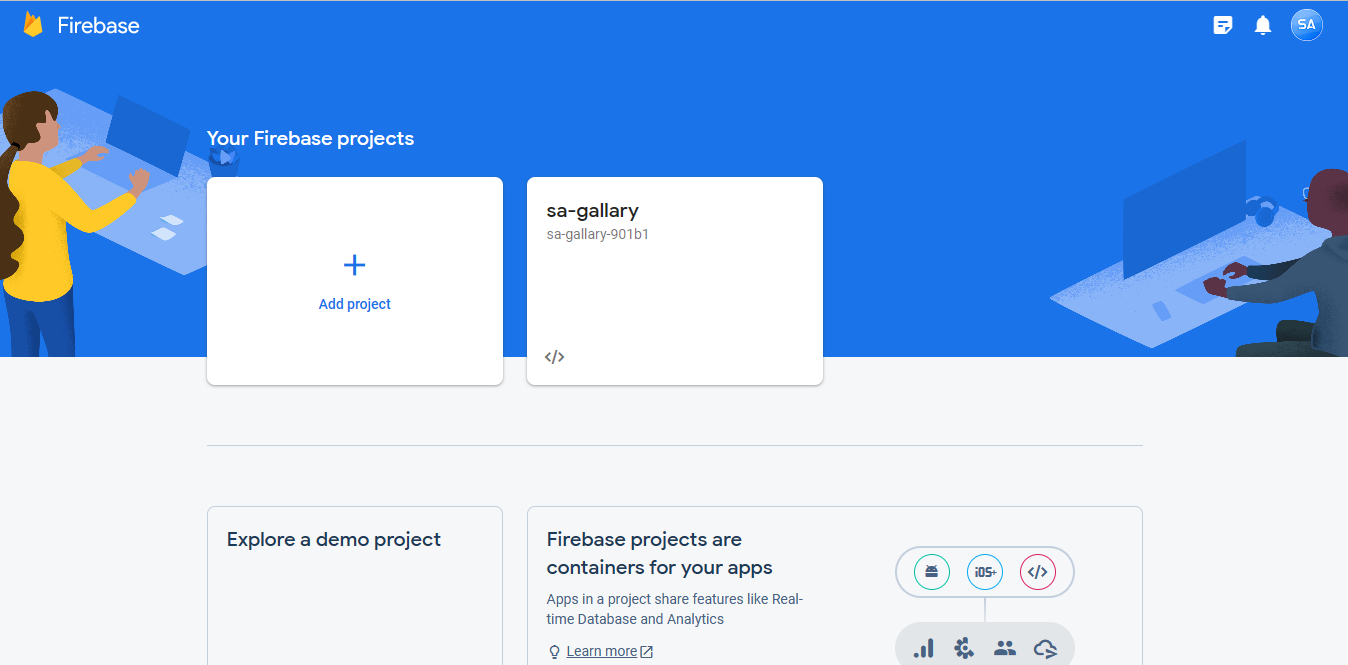 Firebase
SA
Your Firebase projects
Add project
sa-gallary
sa-gallary-901b1
</>
Explore a demo project
Firebase projects are
containers for your apps
Apps in a project share features like Real-
time Database and Analytics
Learn more
iOS+
</>